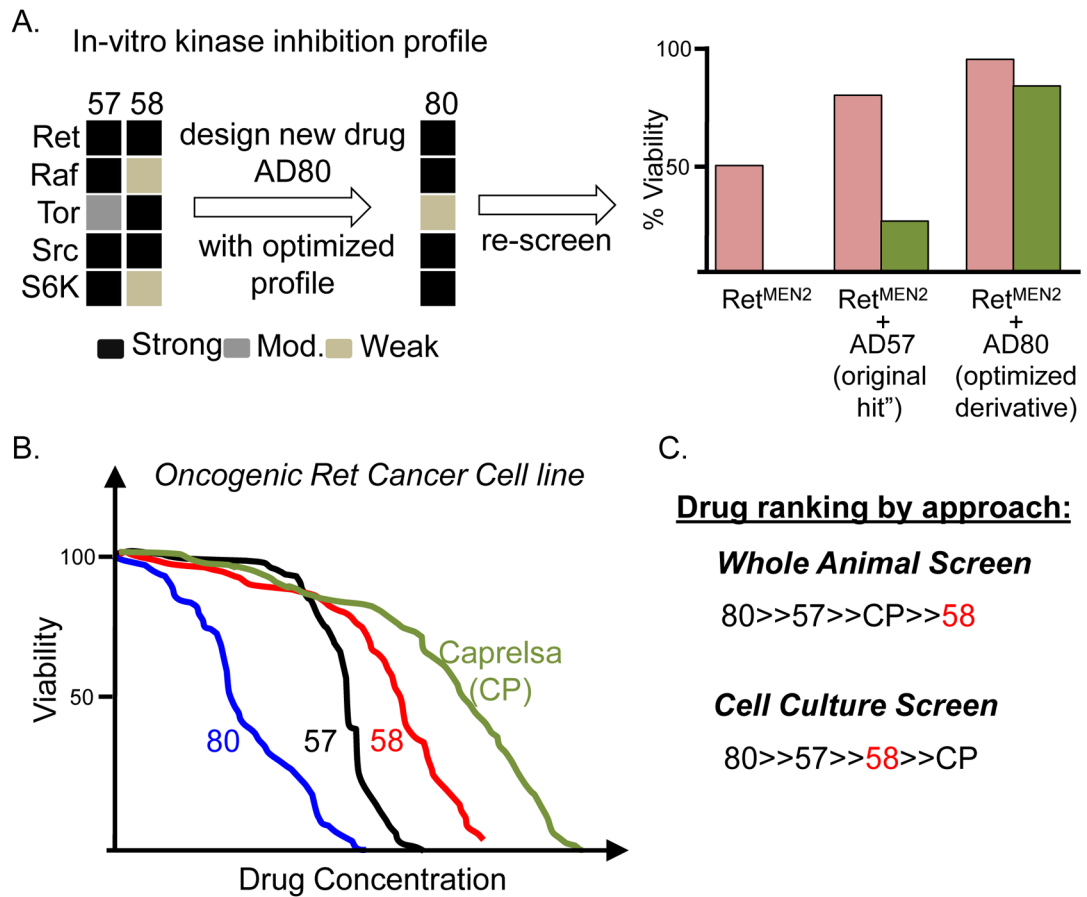 A.
In-vitro kinase inhibition profile
57 58
80
Ret
Raf
Tor
Src
S6K
design new drug
AD80
with optimized
profile
re-screen
Strong
Mod.
Weak
% Viability
100
50
Ret^MEN2
Ret^MEN2
+
AD57
(original
hit”)
Ret^MEN2
+
AD80
(optimized
derivative)
B.
Oncogenic Ret Cancer Cell line
Viability
100
50
80
57
58
Caprelsa
(CP)
Drug Concentration
C.
Drug ranking by approach:
Whole Animal Screen
80>>57>>CP>>58
Cell Culture Screen
80>>57>>58>>CP